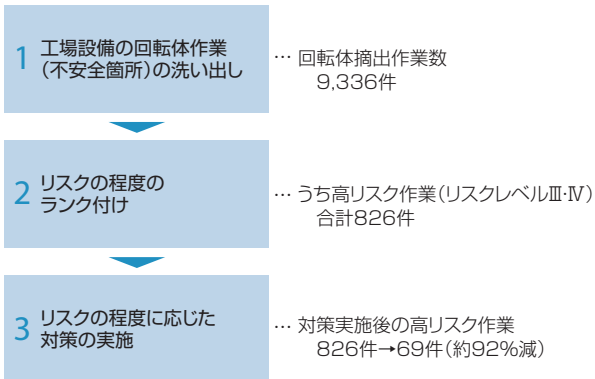 1 工場設備の回転体作業
（不安全箇所）の洗い出し
… 回転体摘出作業数
9,336件
2 リスクの程度の
ランク付け
… うち高リスク作業（リスクレベルⅢ・Ⅳ）
合計826件
3 リスクの程度に応じた
対策の実施
… 対策実施後の高リスク作業
826件→69件（約92%減）